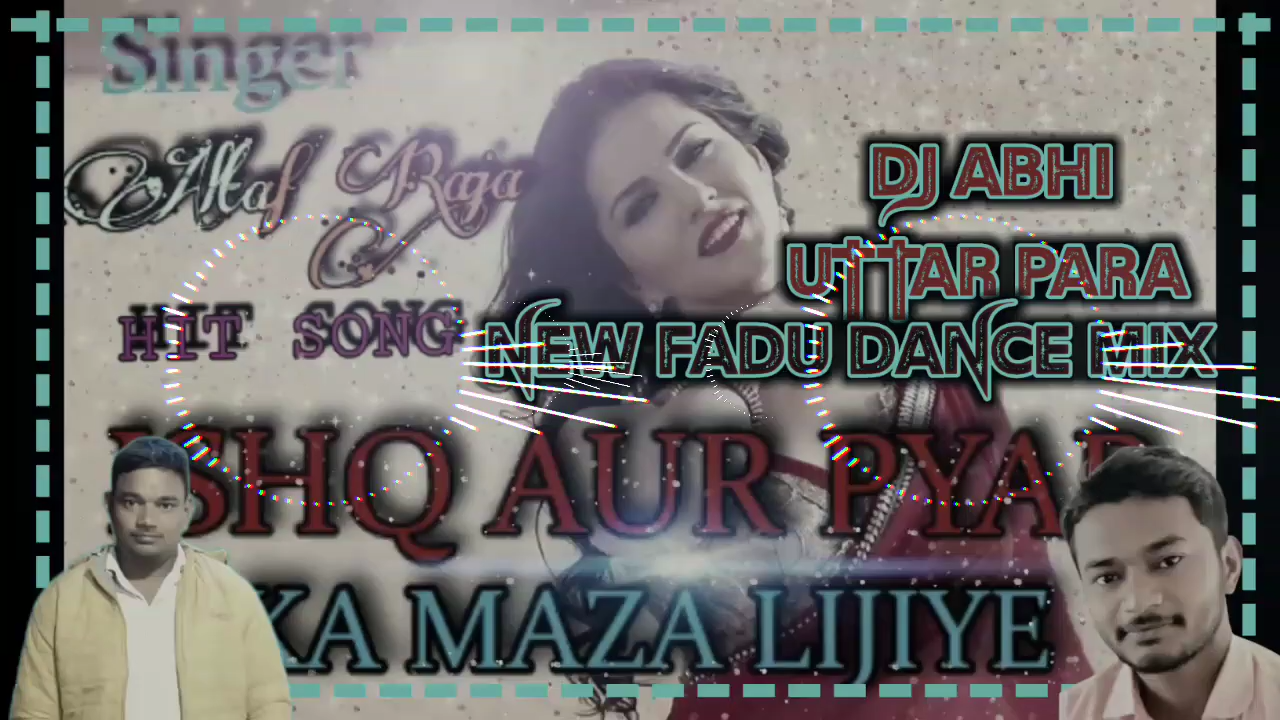 Singer
Altaf Raja
HIT SONG
DJ ABHI
UTTAR PARA
NEW FADU DANCE MIX
ISHQ AUR PYAR
KA MAZA LIJIYE